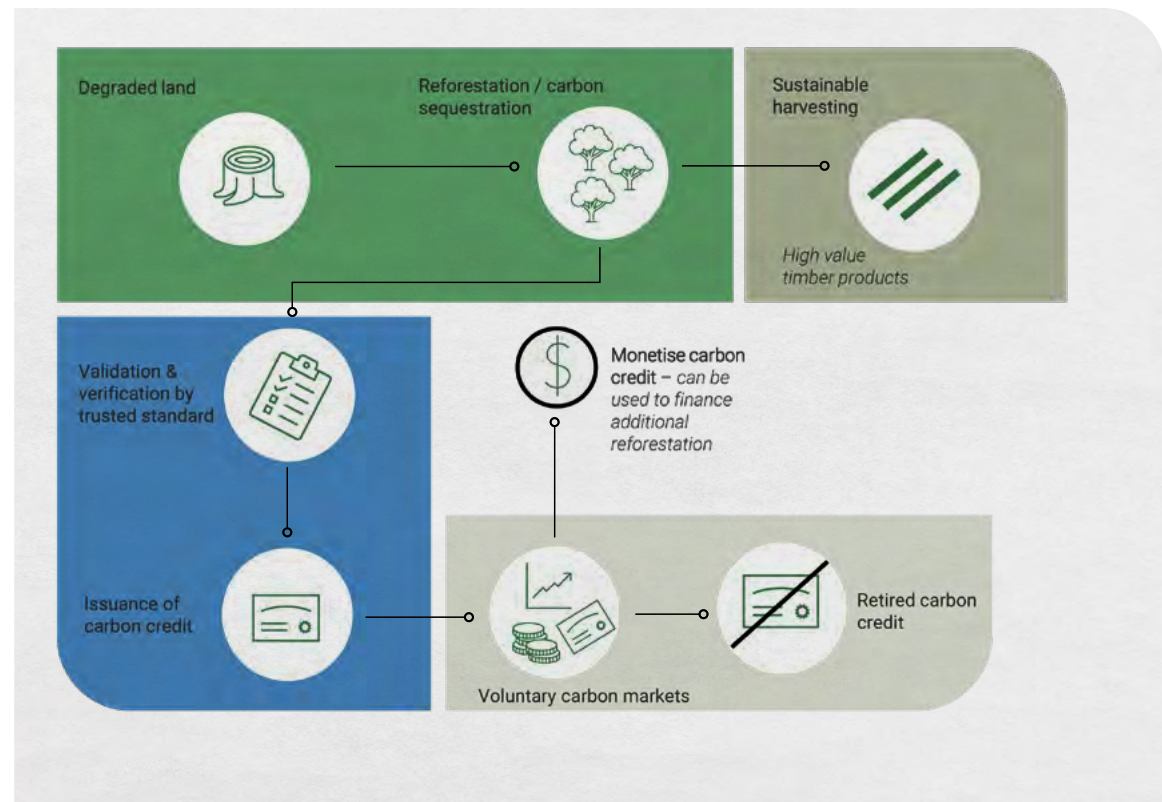 Degraded land
Reforestation / carbon
sequestration
Sustainable
harvesting
High value
timber products
Validation &
verification by
trusted standard
Monetise carbon
credit – can be
used to finance
additional
reforestation
Issuance of
carbon credit
Voluntary carbon markets
Retired carbon
credit